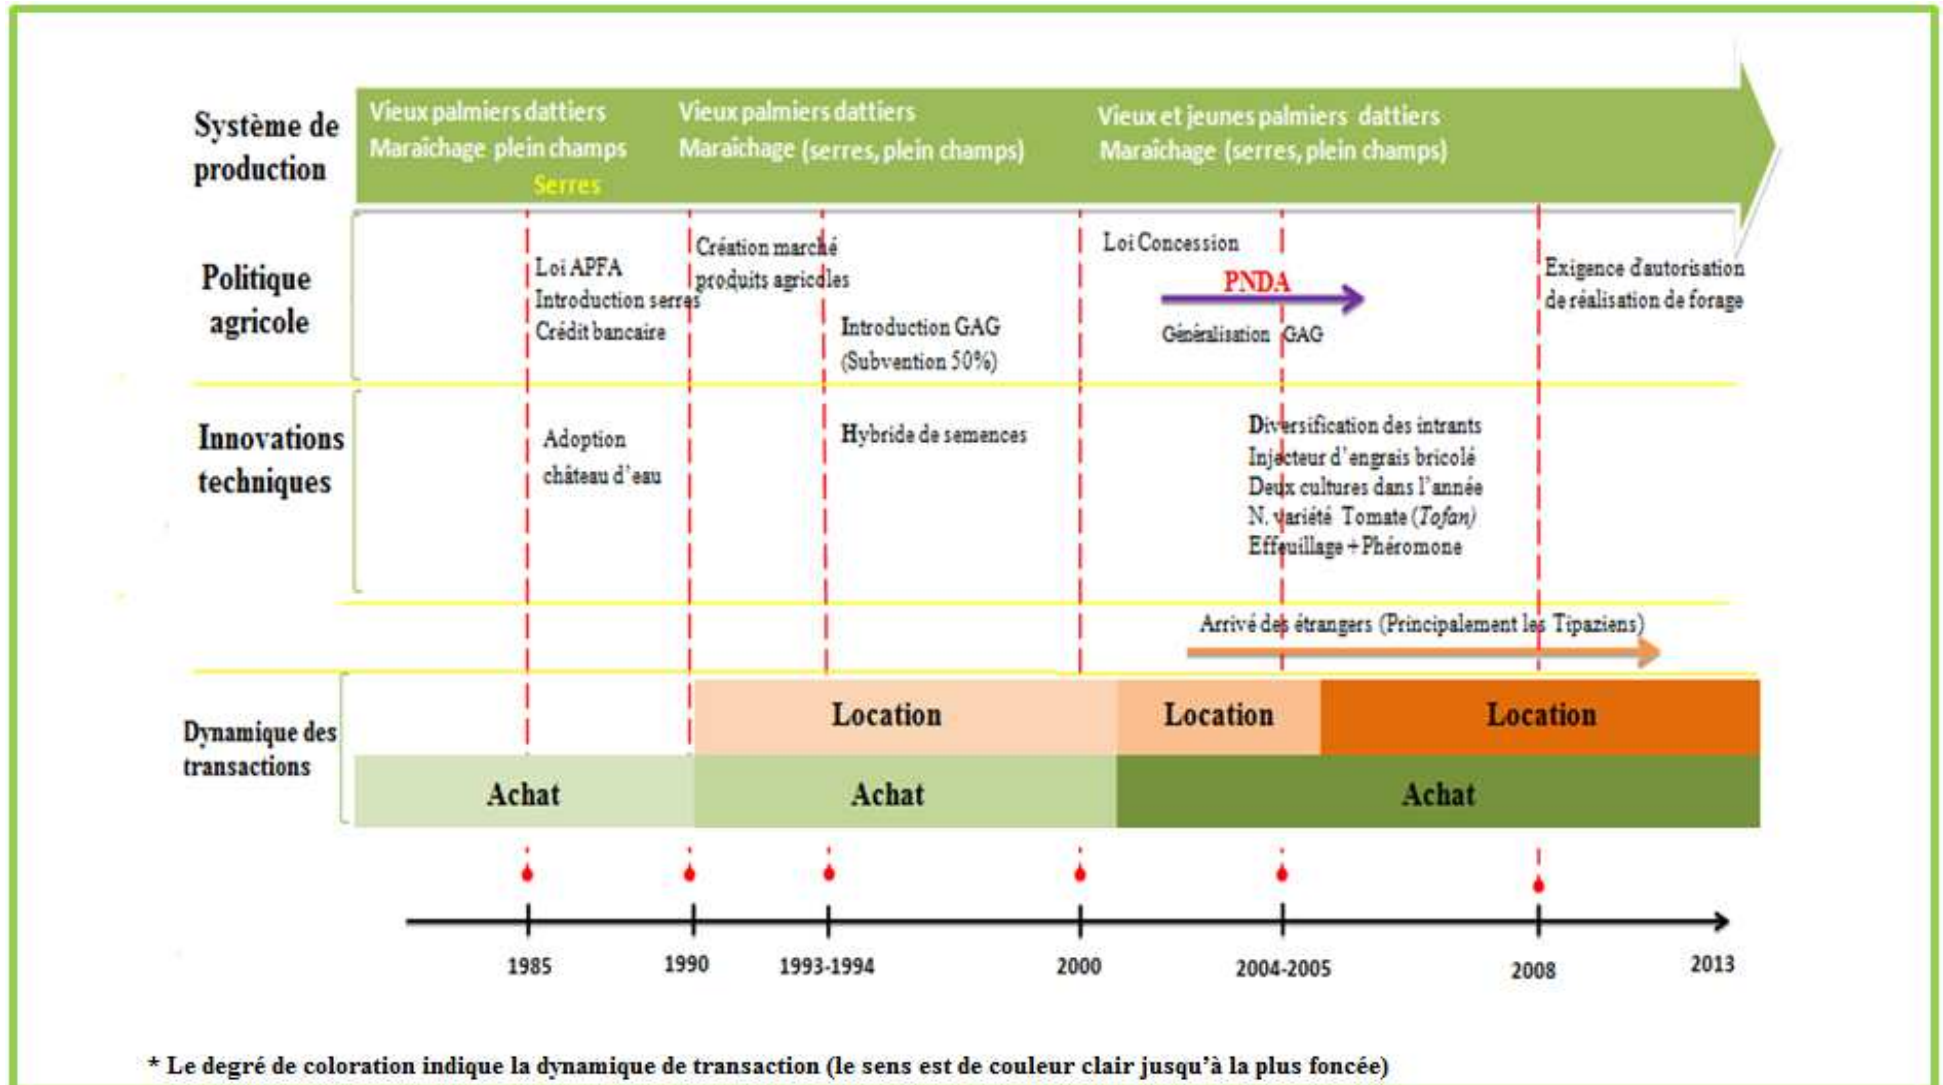 Système de
production
Vieux palmiers dattiers
Maraîchage plein champs
Serres
Vieux palmiers dattiers
Maraîchage (serres, plein champs)
Vieux et jeunes palmiers dattiers
Maraîchage (serres, plein champs)
Politique
agricole
Loi APFA
Introduction serres
Crédit bancaire
Création marché
produits agricoles
Introduction GAG
(Subvention 50%)
Loi Concession
PNDA
Généralisation GAG
Exigence d'autorisation
de réalisation de forage
Innovations
techniques
Adoption
château d'eau
Hybride de semences
Diversification des intrants
Injecteur d'engrais bricolé
Deux cultures dans l'année
N. variété Tomate (Tofan)
Effeuillage + Phéromone
Arrivé des étrangers (Principalement les Tipaziens)
Dynamique des
transactions
Location
Location
Location
Achat
Achat
Achat
1985
1990
1993-1994
2000
2004-2005
2008
2013
* Le degré de coloration indique la dynamique de transaction (le sens est de couleur clair jusqu'à la plus foncée)